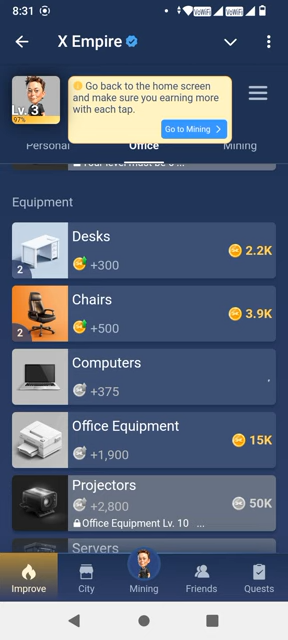 8:31
VoWiFi VoWiFi
X Empire
Go back to the home screen
and make sure you earning more
with each tap.
Go to Mining >
Lv. 3
97%
Personal Office Mining
Equipment
Desks
2.2K
2
+300
Chairs
3.9K
2
+500
Computers
+375
Office Equipment
15K
+1,900
Projectors
50K
+2,800
Office Equipment Lv. 10 ...
Servers
Improve City Mining Friends Quests